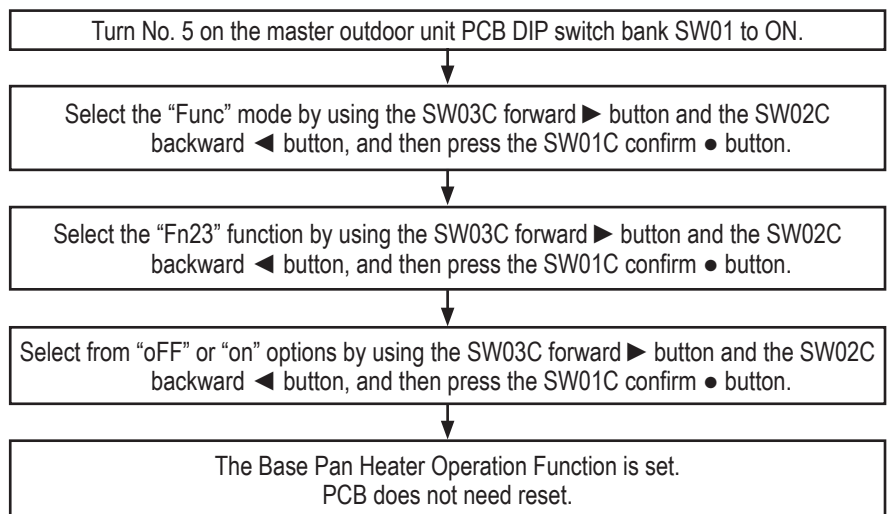 Turn No. 5 on the master outdoor unit PCB DIP switch bank SW01 to ON.
Select the “Func” mode by using the SW03C forward ► button and the SW02C
backward ◄ button, and then press the SW01C confirm ● button.
Select the “Fn23” function by using the SW03C forward ► button and the SW02C
backward ◄ button, and then press the SW01C confirm ● button.
Select from “oFF” or “on” options by using the SW03C forward ► button and the SW02C
backward ◄ button, and then press the SW01C confirm ● button.
The Base Pan Heater Operation Function is set.
PCB does not need reset.